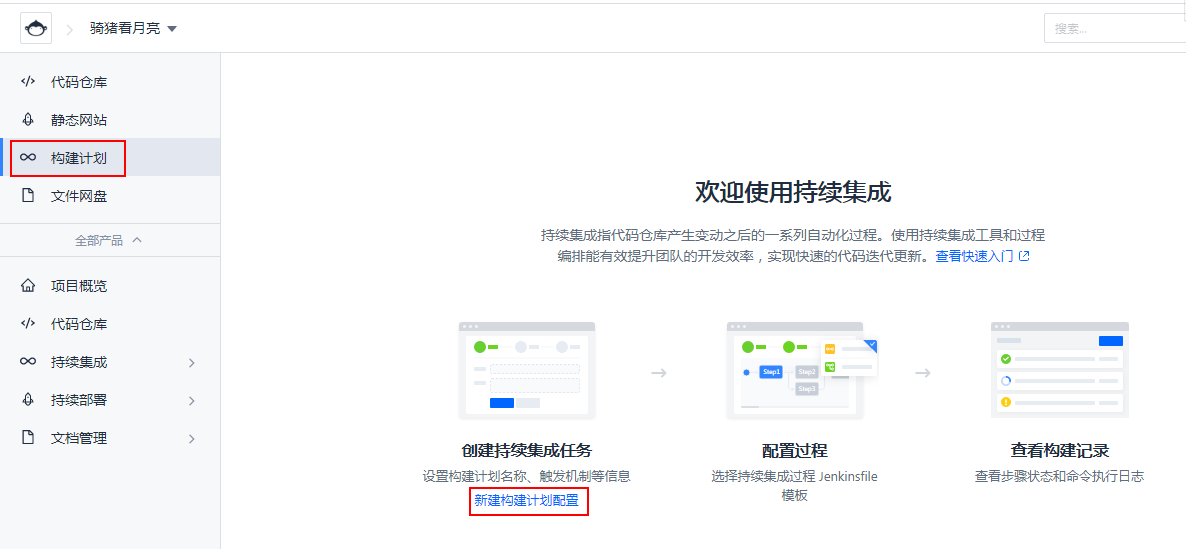 骑猪看月亮
搜索...
代码仓库
静态网站
构建计划
文件网盘
全部产品
项目概览
代码仓库
持续集成
持续部署
文档管理
欢迎使用持续集成
持续集成指代码仓库产生变动之后的一系列自动化过程。使用持续集成工具和过程
编排能有效提升团队的开发效率，实现快速的代码迭代更新。查看快速入门
Step1
Step2
Step3
创建持续集成任务
设置构建计划名称、触发机制等信息
新建构建计划配置
配置过程
选择持续集成过程 Jenkinsfile
模板
查看构建记录
查看步骤状态和命令执行日志